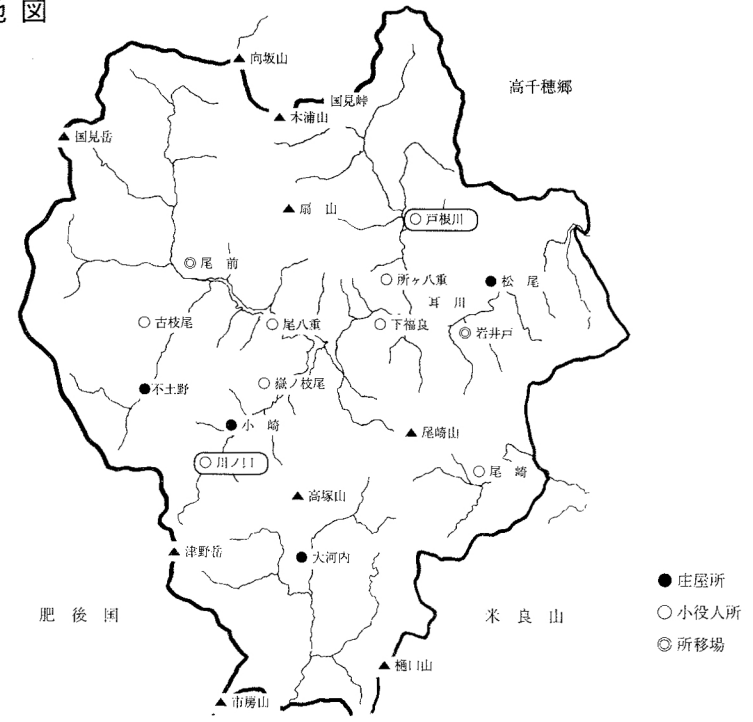 図
向坂山
国見峠
高千穂郷
木浦山
国見岳
扇山
戸根川
尾前
所ヶ八重
松尾
耳川
古枝尾
尾八重
下福良
岩井戸
嶽ノ枝尾
不土野
小崎
尾崎山
川ノ口
尾崎
高塚山
津野岳
大河内
肥後国
米良山
樋口山
市房山
● 庄屋所
○ 小役人所
◎ 所移場